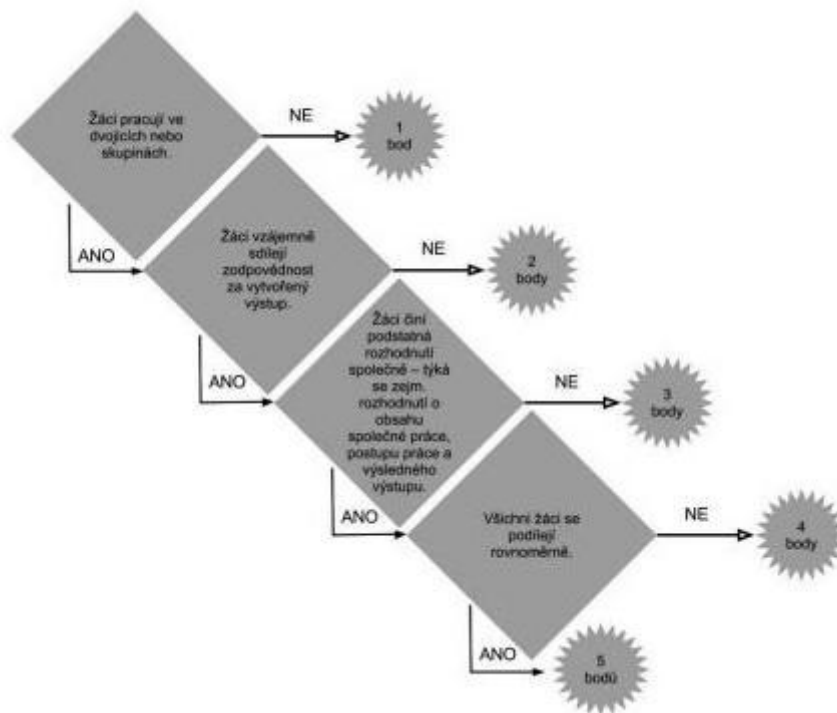 Žáci pracují ve
dvojicích nebo
skupinách.
NE
1
bod
ANO
Žáci vzájemně
sdílejí
zodpovědnost
za vytvořený
výstup.
NE
2
body
ANO
Žáci činí
podstatná
rozhodnutí
společně – týká
se zejm.
rozhodnutí o
obsahu
společné práce,
postupu práce a
výsledného
výstupu.
NE
3
body
ANO
Všichni žáci se
podílejí
rovnoměrně.
NE
4
body
ANO
5
bodů